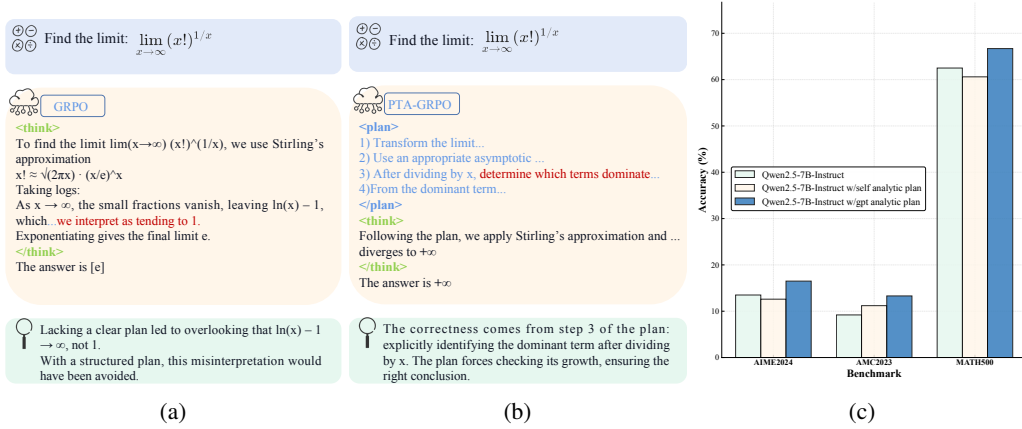 Find the limit: lim x→∞ (x!)^{1/x}
GRPO
<think>
To find the limit lim(x→∞) (x!)^(1/x), we use Stirling's
approximation
x! ≈ √(2πx) · (x/e)^x
Taking logs:
As x → ∞, the small fractions vanish, leaving ln(x) − 1,
which...we interpret as tending to 1.
Exponentiating gives the final limit e.
</think>
The answer is [e]
Lacking a clear plan led to overlooking that ln(x) − 1
→ ∞, not 1.
With a structured plan, this misinterpretation would
have been avoided.
(a)
Find the limit: lim x→∞ (x!)^{1/x}
PTA-GRPO
<plan>
1) Transform the limit...
2) Use an appropriate asymptotic ...
3) After dividing by x, determine which terms dominate...
4)From the dominant term...
</plan>
<think>
Following the plan, we apply Stirling's approximation and ...
diverges to +∞
</think>
The answer is +∞
The correctness comes from step 3 of the plan:
explicitly identifying the dominant term after dividing
by x. The plan forces checking its growth, ensuring the
right conclusion.
(b)
Accuracy (%)
70
60
50
40
30
20
10
0
Qwen2.5-7B-Instruct
Qwen2.5-7B-Instruct w/self analytic plan
Qwen2.5-7B-Instruct w/gpt analytic plan
AIME2024
AMC2023
MATH500
Benchmark
(c)